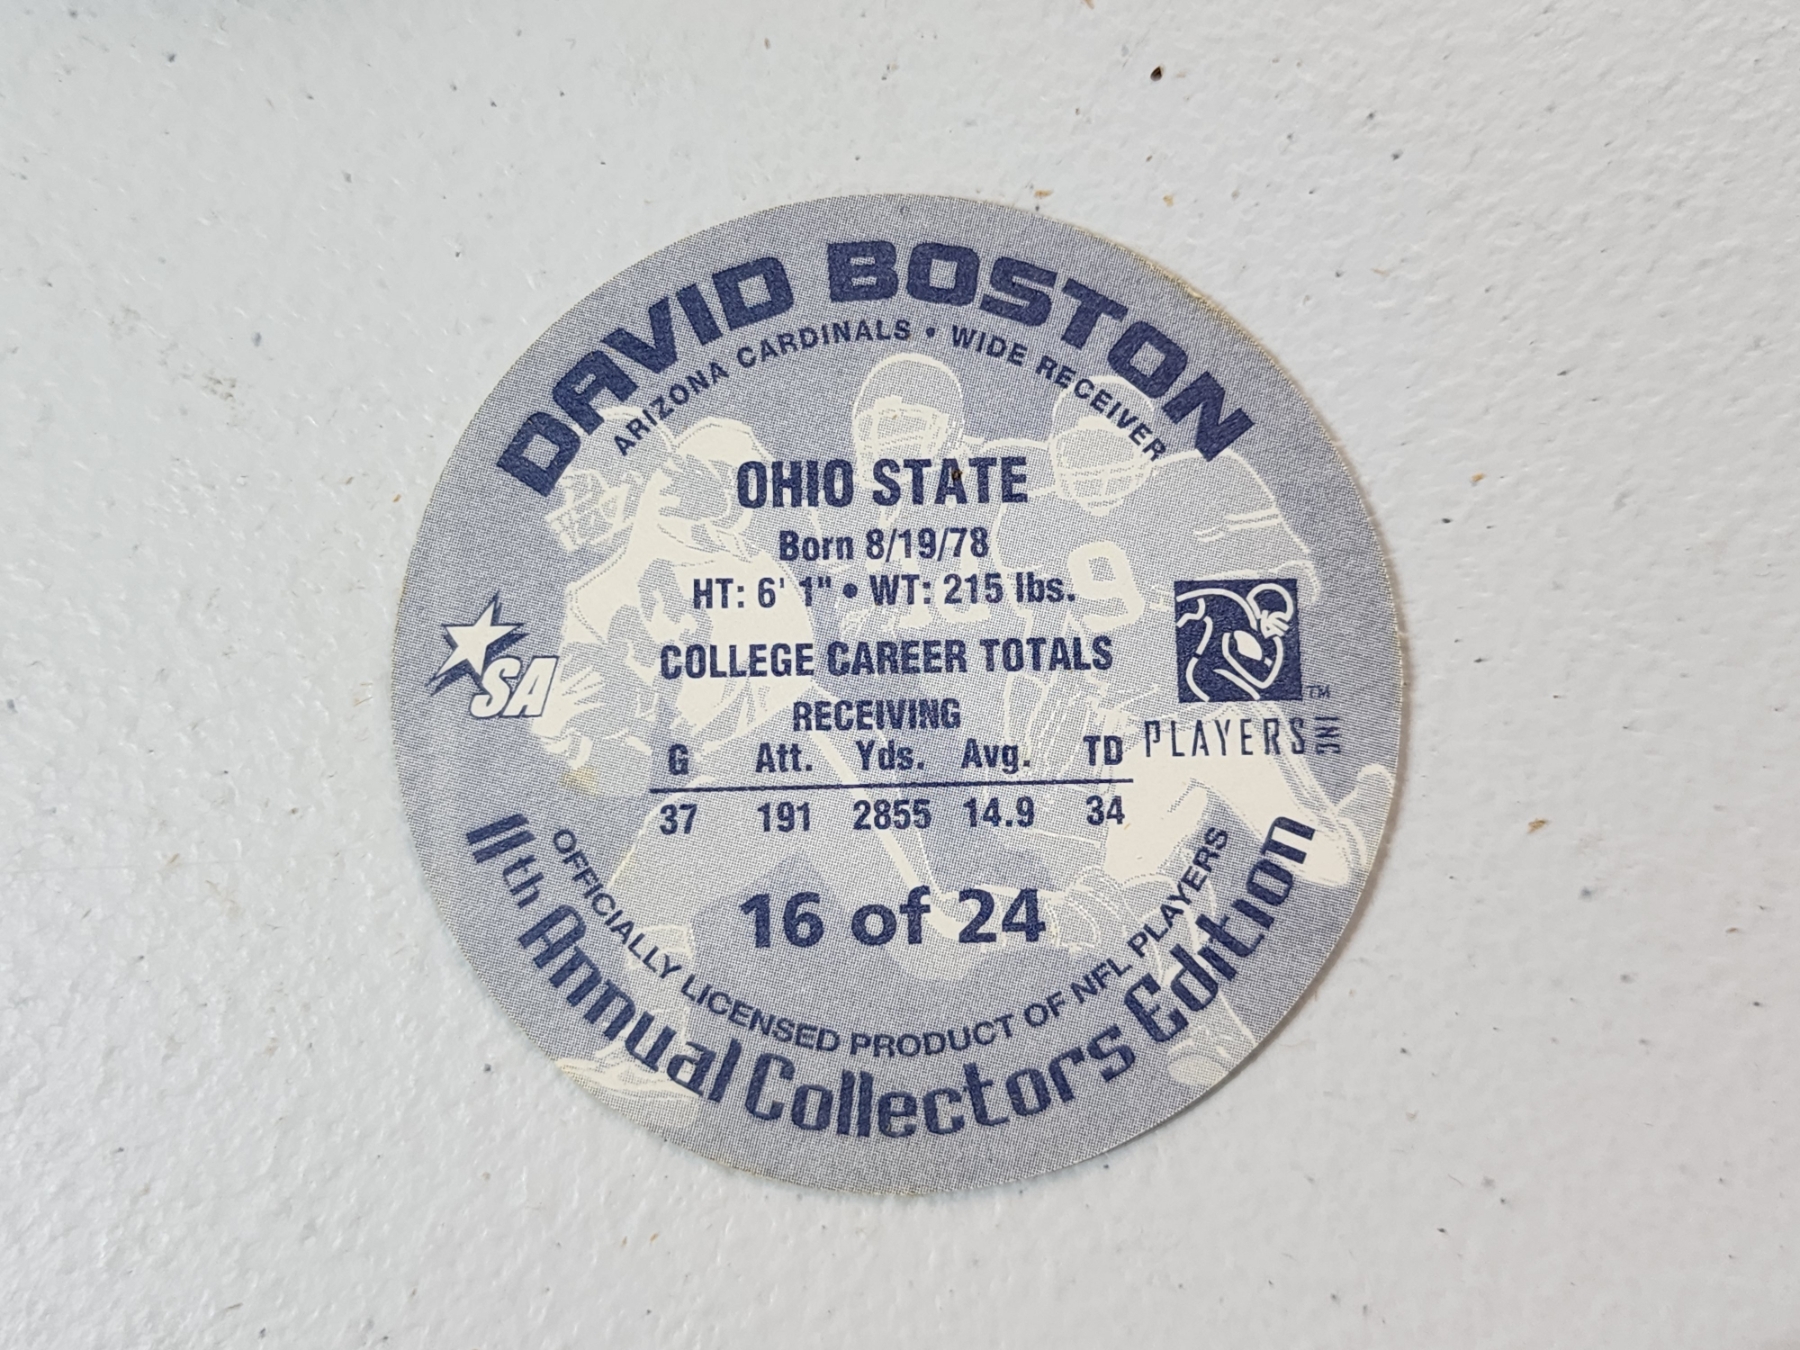 DAVID BOSTON
ARIZONA CARDINALS • WIDE RECEIVER
OHIO STATE
Born 8/19/78
HT: 6' 1" • WT: 215 lbs.
SA
COLLEGE CAREER TOTALS
TM
PLAYERS INC
RECEIVING
G Att. Yds. Avg. TD
37 191 2855 14.9 34
16 of 24
OFFICIALLY LICENSED PRODUCT OF NFL PLAYERS
11th Annual Collectors Edition